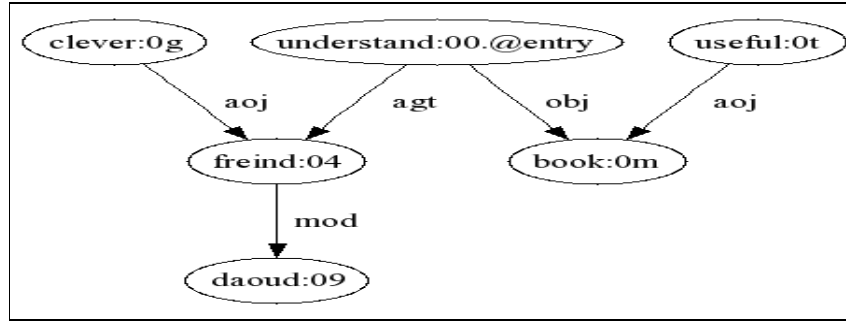 clever:0g understand:00.@entry useful:0t
aoj agt obj aoj
freind:04 book:0m
mod
daoud:09